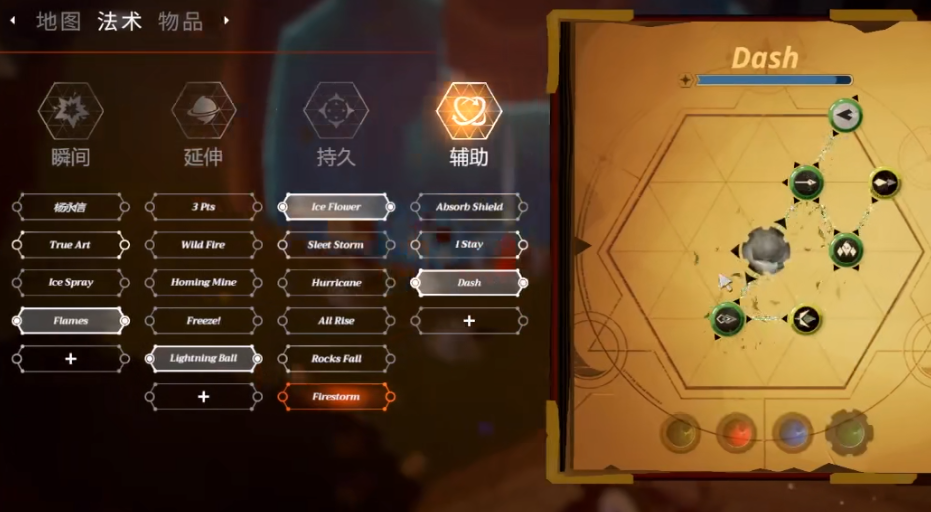 地图 法术 物品
Dash
瞬间 延伸 持久 辅助
杨永信 3 Pts Ice Flower Absorb Shield
True Art Wild Fire Sleet Storm I Stay
Ice Spray Homing Mine Hurricane Dash
Flames Freeze! All Rise +
+ Lightning Ball Rocks Fall
+ Firestorm